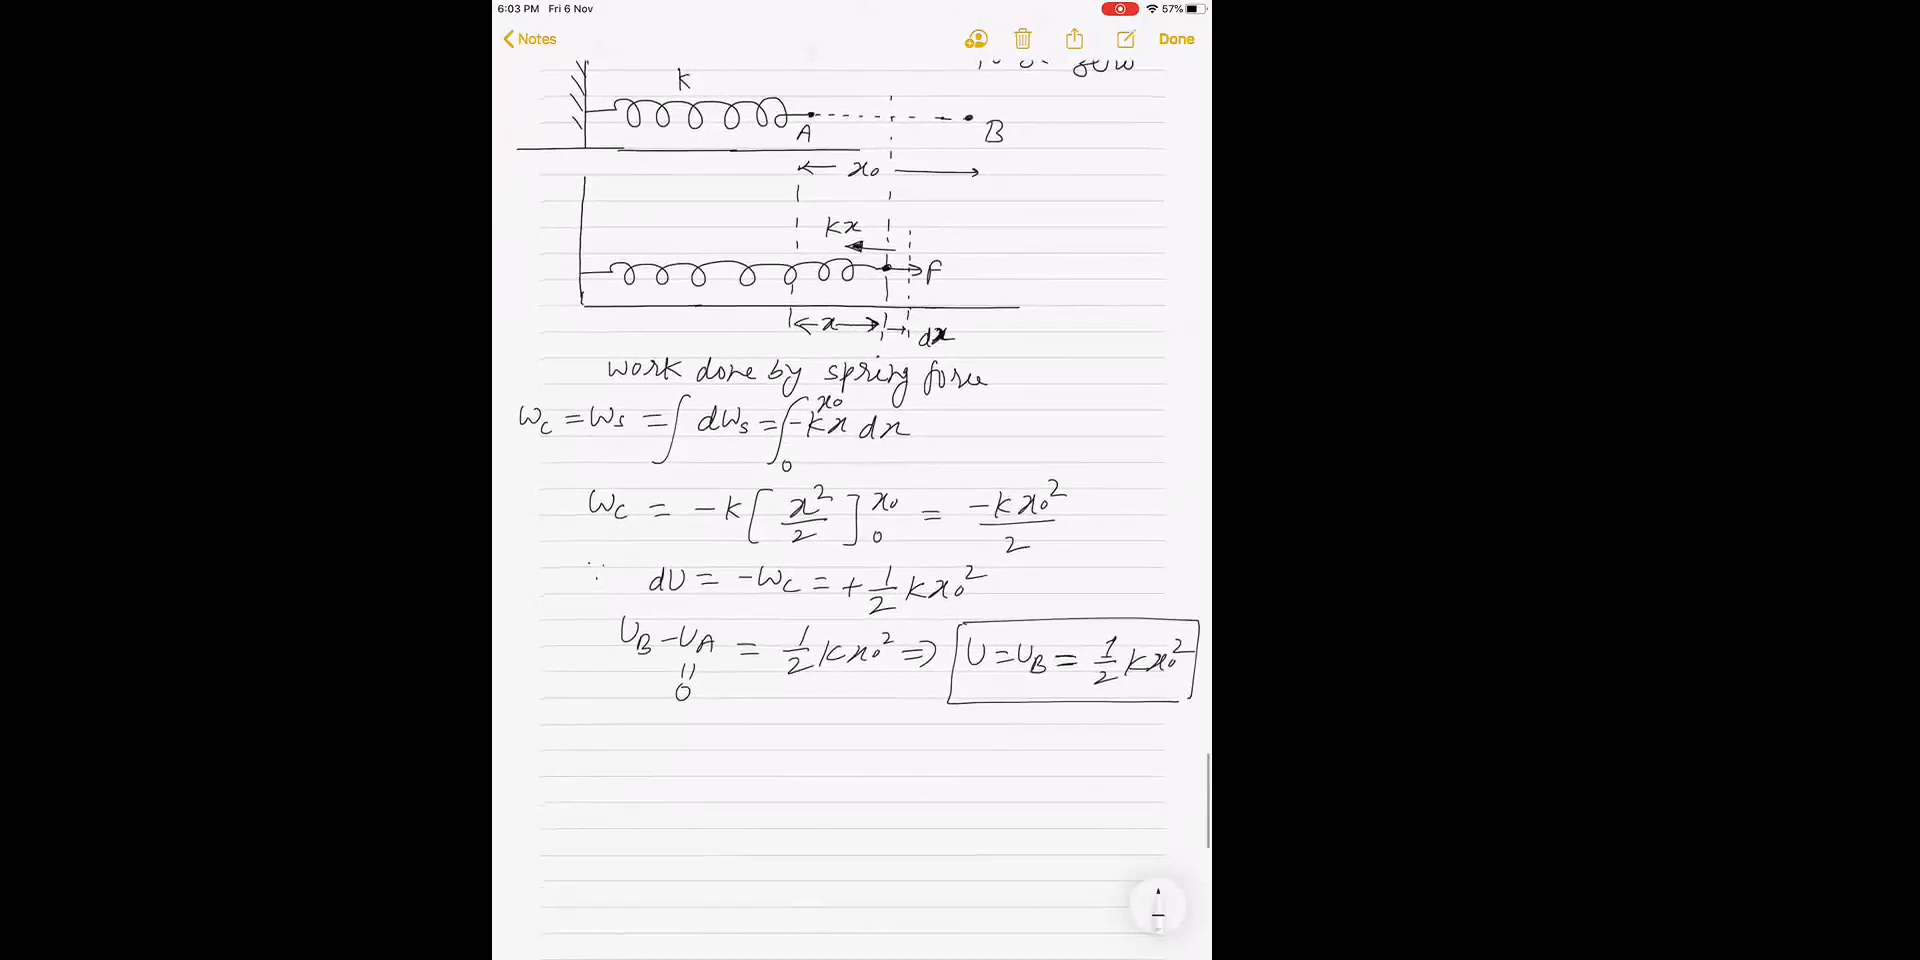 6:03 PM Fri 6 Nov
57%
Notes
Done
K
A
B
x₀
kx
F
x
dx
work done by spring force
W_C = W_S = ∫ dW_S = ∫₀^x₀ -kx dx
W_C = -k [x²/2]₀^x₀ = -kx₀²/2
∵ dU = -W_C = +1/2 kx₀²
U_B - U_A = 1/2 kx₀² ⇒ U = U_B = 1/2 kx₀²
=
0